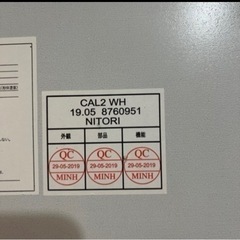 CAL2 WH
19.05 8760951
NITORI
外観 部品 機能
QC QC QC
29-05-2019 29-05-2019 29-05-2019
MINH MINH MINH